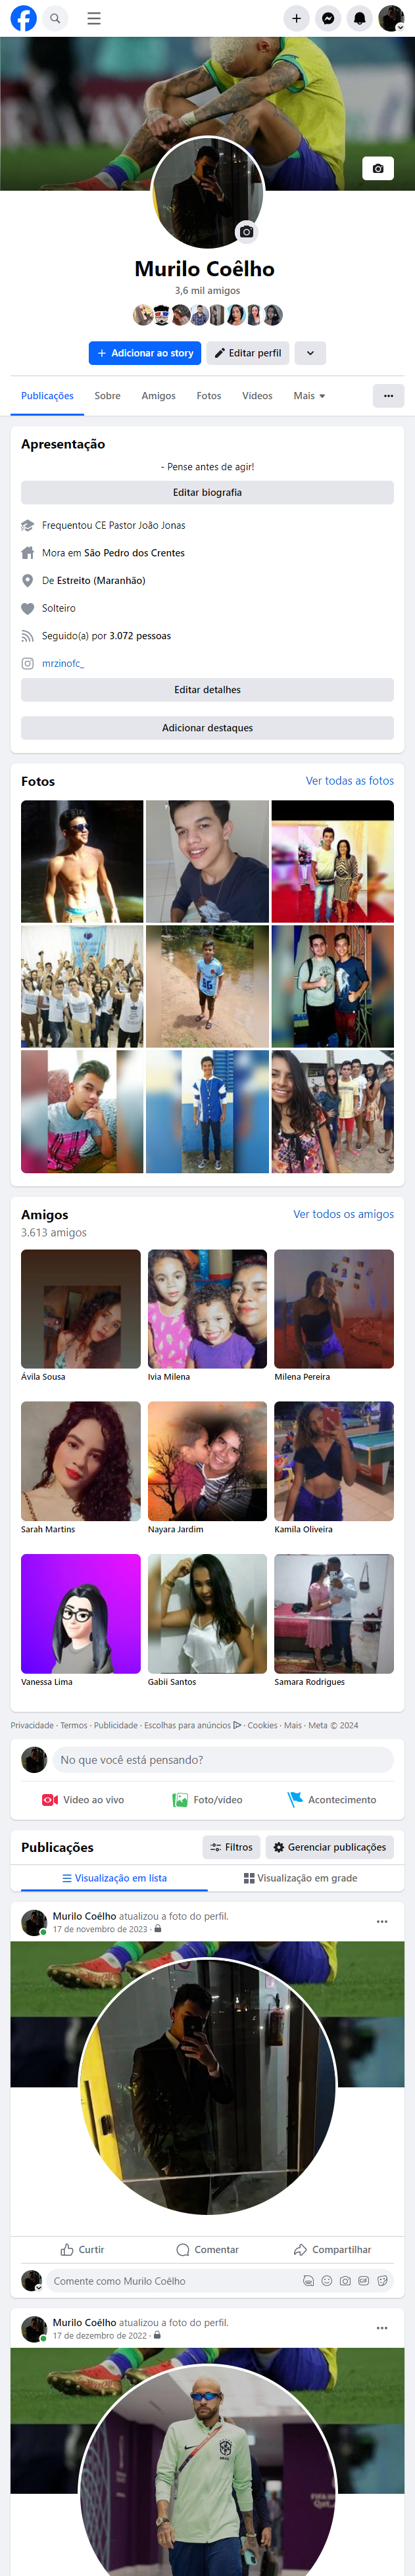 Murilo Coêlho
3,6 mil amigos
Adicionar ao story
Editar perfil
Publicações
Sobre
Amigos
Fotos
Vídeos
Mais
Apresentação
- Pense antes de agir!
Editar biografia
Frequentou CE Pastor João Jonas
Mora em São Pedro dos Crentes
De Estreito (Maranhão)
Solteiro
Seguido(a) por 3.072 pessoas
mrzinofc_
Editar detalhes
Adicionar destaques
Fotos
Ver todas as fotos
Amigos
Ver todos os amigos
3.613 amigos
Ávila Sousa
Ivia Milena
Milena Pereira
Sarah Martins
Nayara Jardim
Kamila Oliveira
Vanessa Lima
Gabii Santos
Samara Rodrigues
Privacidade · Termos · Publicidade · Escolhas para anúncios · Cookies · Mais · Meta © 2024
No que você está pensando?
Vídeo ao vivo
Foto/vídeo
Acontecimento
Publicações
Filtros
Gerenciar publicações
Visualização em lista
Visualização em grade
Murilo Coêlho atualizou a foto do perfil.
17 de novembro de 2023 ·
Curtir
Comentar
Compartilhar
Comente como Murilo Coêlho
GIF
Murilo Coêlho atualizou a foto do perfil.
17 de dezembro de 2022 ·